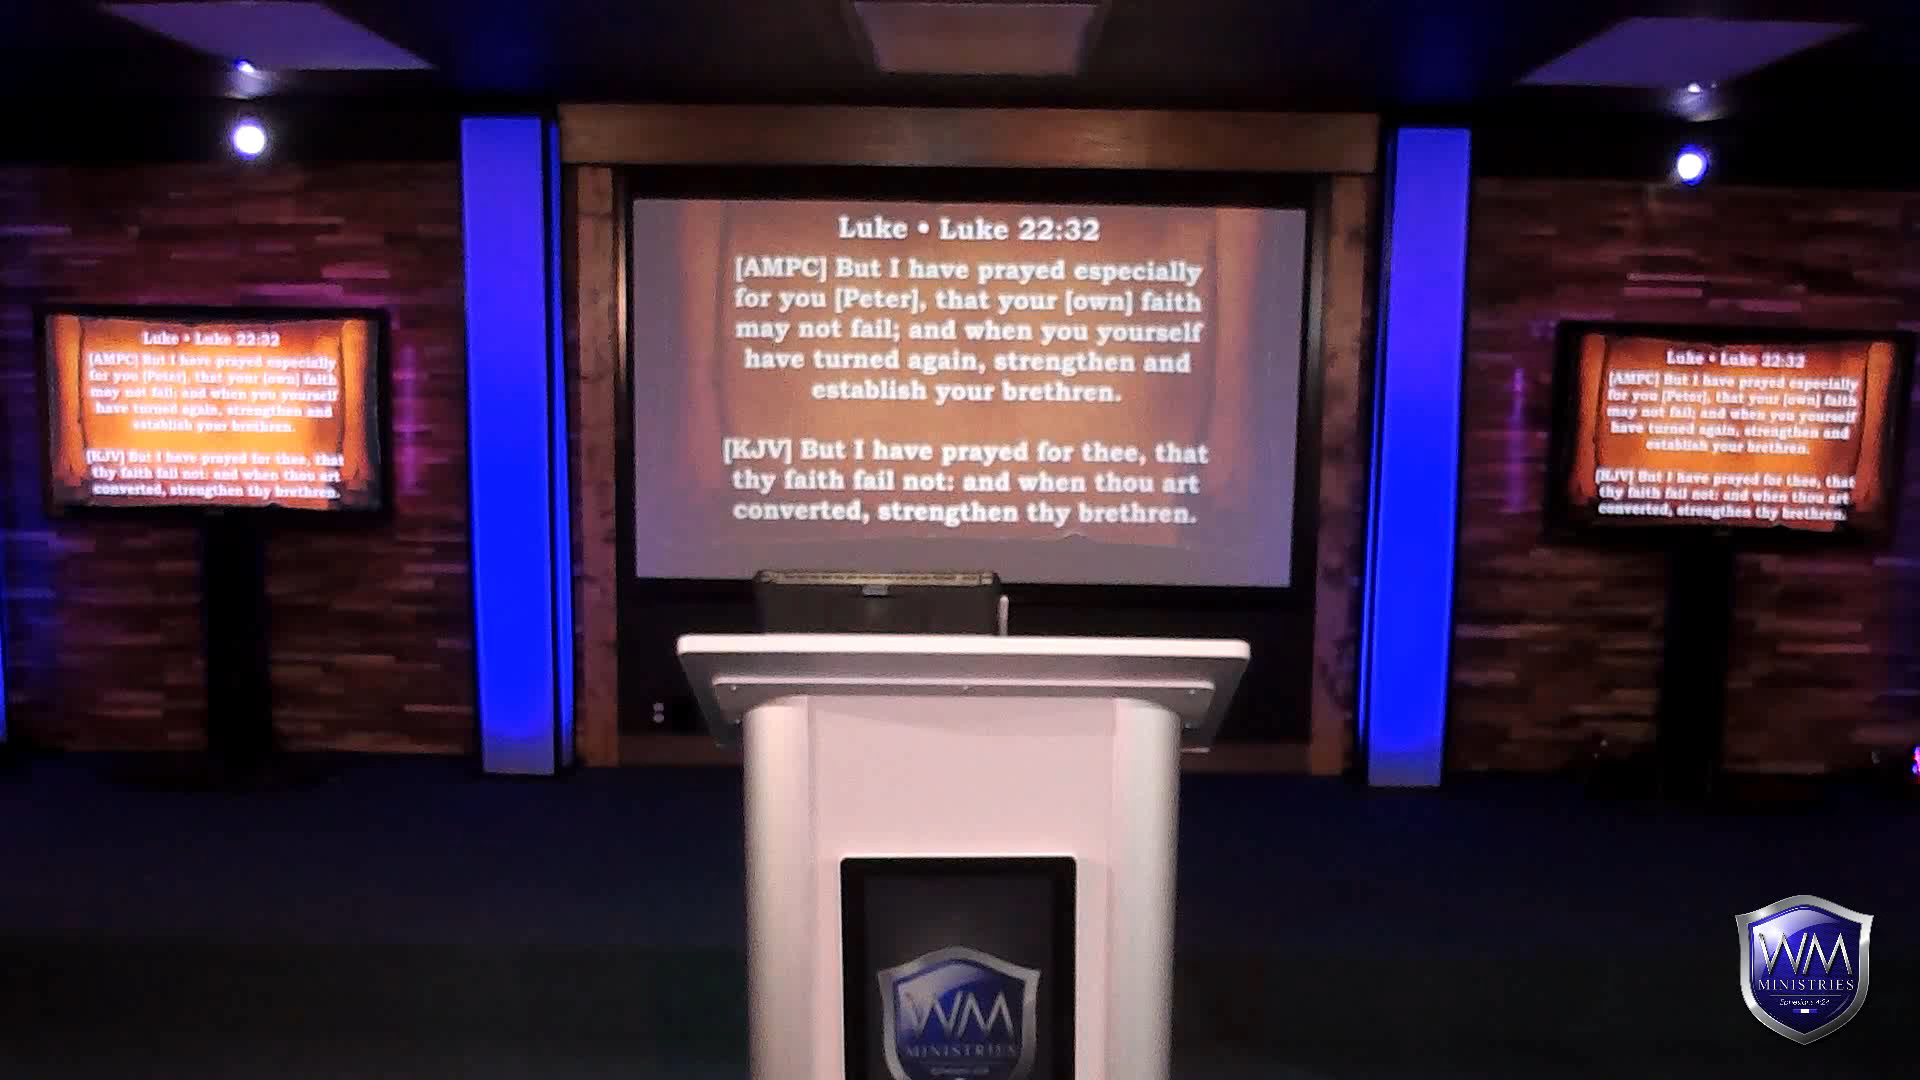 Luke • Luke 22:32
[AMPC] But I have prayed especially
for you [Peter], that your [own] faith
may not fail; and when you yourself
have turned again, strengthen and
establish your brethren.
[KJV] But I have prayed for thee, that
thy faith fail not: and when thou art
converted, strengthen thy brethren.
Luke • Luke 22:32
[AMPC] But I have prayed especially
for you [Peter], that your [own] faith
may not fail; and when you yourself
have turned again, strengthen and
establish your brethren.
[KJV] But I have prayed for thee, that
thy faith fail not: and when thou art
converted, strengthen thy brethren.
Luke • Luke 22:32
[AMPC] But I have prayed especially
for you [Peter], that your [own] faith
may not fail; and when you yourself
have turned again, strengthen and
establish your brethren.
[KJV] But I have prayed for thee, that
thy faith fail not: and when thou art
converted, strengthen thy brethren.
WM
MINISTRIES
WM
MINISTRIES
Ephesians 4:24